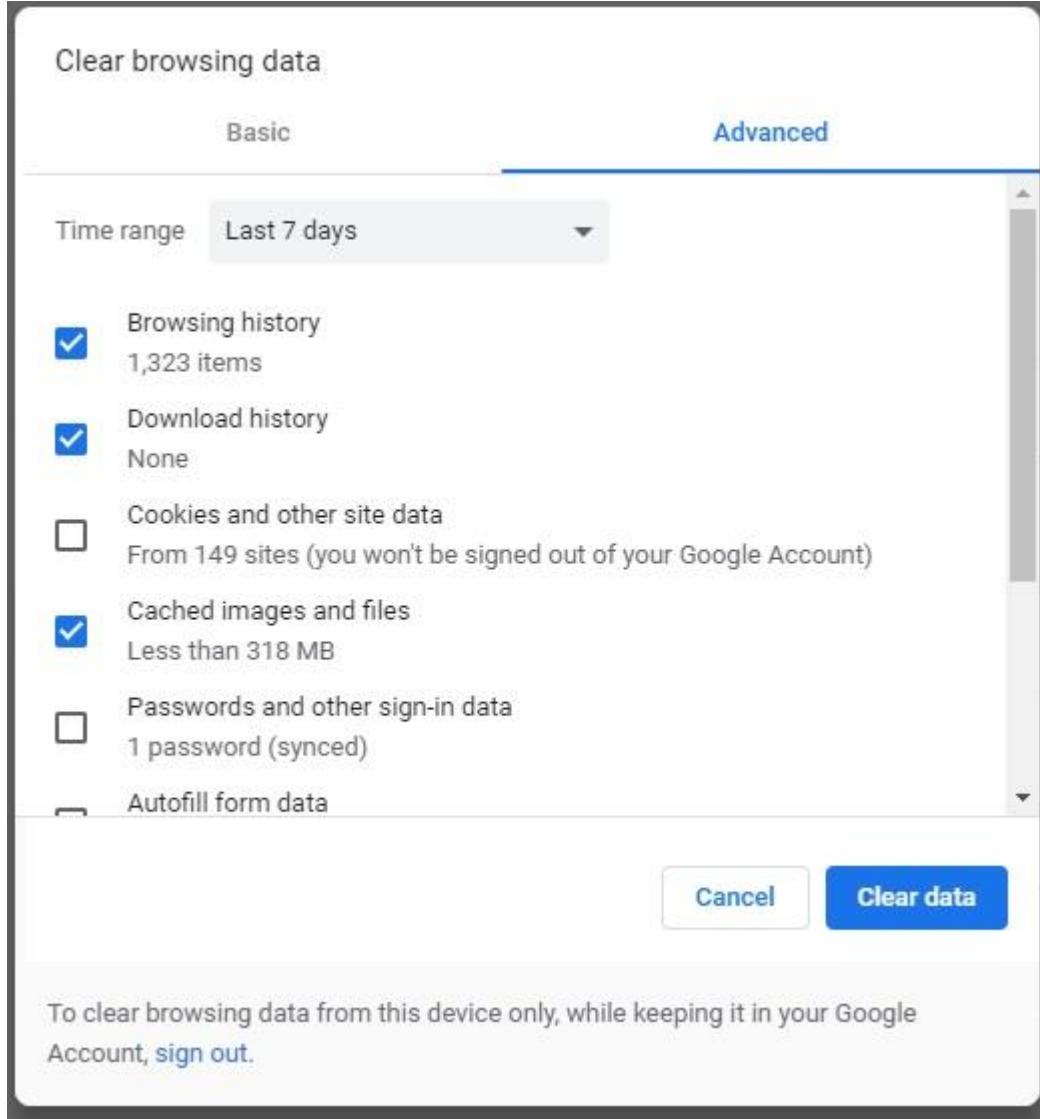 Clear browsing data
Basic
Advanced
Time range
Last 7 days
Browsing history
1,323 items
Download history
None
Cookies and other site data
From 149 sites (you won't be signed out of your Google Account)
Cached images and files
Less than 318 MB
Passwords and other sign-in data
1 password (synced)
Autofill form data
Cancel
Clear data
To clear browsing data from this device only, while keeping it in your Google
Account, sign out.